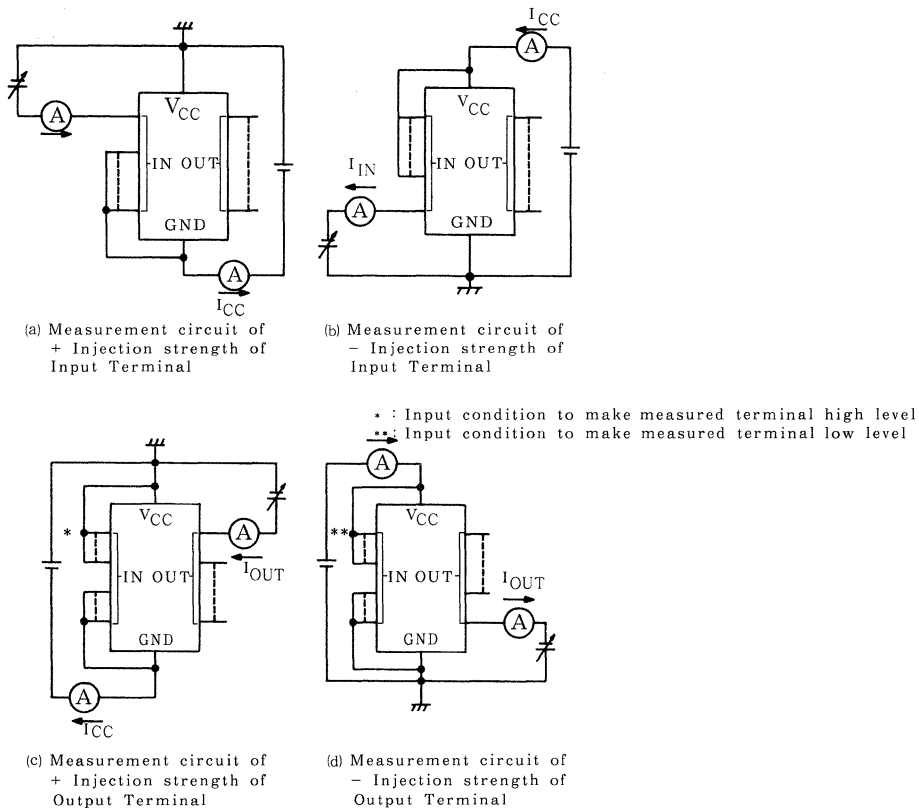 I_CC
A
A
V_CC
V_CC
IN OUT
IN OUT
I_IN
A
GND
GND
A
I_CC
(a) Measurement circuit of
+ Injection strength of
Input Terminal
(b) Measurement circuit of
− Injection strength of
Input Terminal
* : Input condition to make measured terminal high level
** : Input condition to make measured terminal low level
A
V_CC
V_CC
*
A
**
I_OUT
IN OUT
IN OUT
I_OUT
A
GND
GND
A
I_CC
(c) Measurement circuit of
+ Injection strength of
Output Terminal
(d) Measurement circuit of
− Injection strength of
Output Terminal